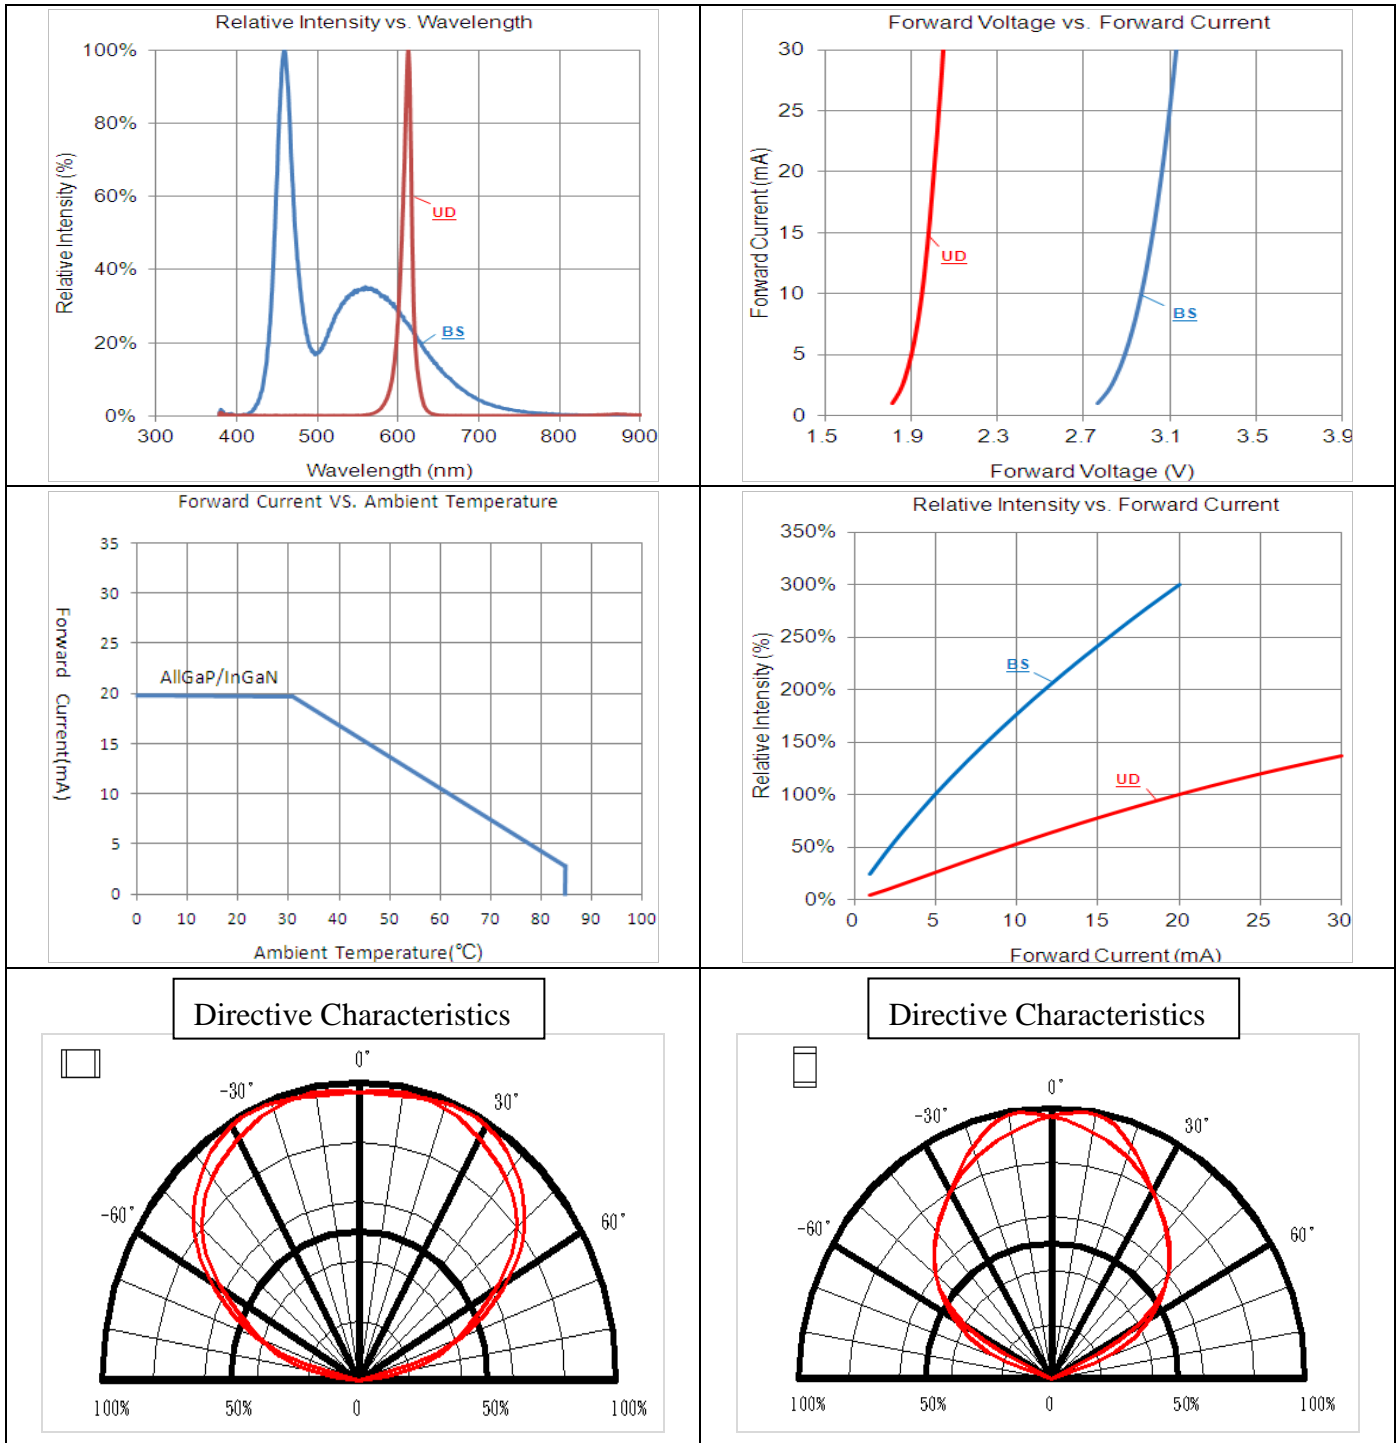 Relative Intensity vs. Wavelength
100%
80%
60%
40%
20%
0%
Relative Intensity (%)
UD
BS
300 400 500 600 700 800 900
Wavelength (nm)
Forward Voltage vs. Forward Current
30
25
20
15
10
5
0
Forward Current (mA)
UD
BS
1.5 1.9 2.3 2.7 3.1 3.5 3.9
Forward Voltage (V)
Forward Current VS. Ambient Temperature
35
30
25
20
15
10
5
0
Forward Current(mA)
AllGaP/InGaN
0 10 20 30 40 50 60 70 80 90 100
Ambient Temperature(℃)
Relative Intensity vs. Forward Current
350%
300%
250%
200%
150%
100%
50%
0%
Relative Intensity (%)
BS
UD
0 5 10 15 20 25 30
Forward Current (mA)
Directive Characteristics
0°
-30° 30°
-60° 60°
100% 50% 0 50% 100%
Directive Characteristics
0°
-30° 30°
-60° 60°
100% 50% 0 50% 100%